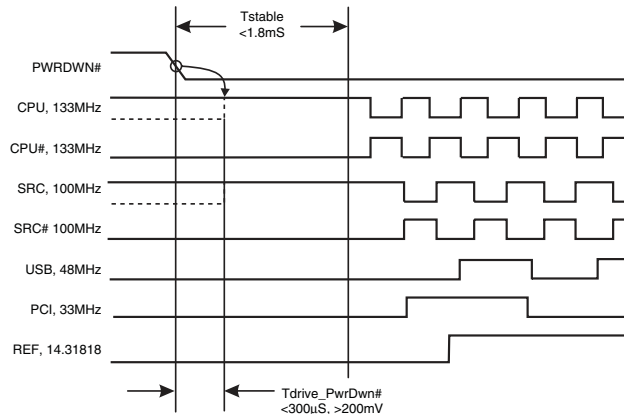 Tstable
<1.8mS
PWRDWN#
CPU, 133MHz
CPU#, 133MHz
SRC, 100MHz
SRC# 100MHz
USB, 48MHz
PCI, 33MHz
REF, 14.31818
Tdrive_PwrDwn#
<300µS, >200mV